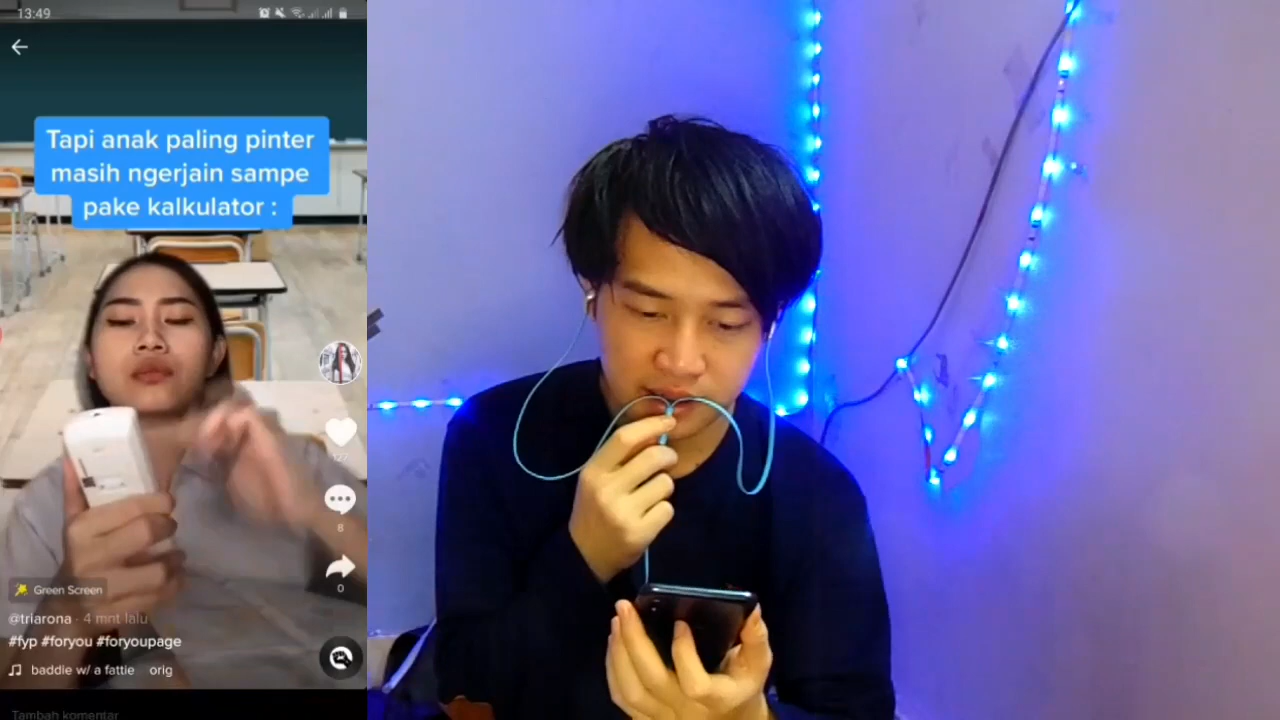 13:49
Tapi anak paling pinter
masih ngerjain sampe
pake kalkulator :
127
8
0
Green Screen
@triarona · 4 mnt lalu
#fyp #foryou #foryoupage
baddie w/ a fattie orig
Tambah komentar